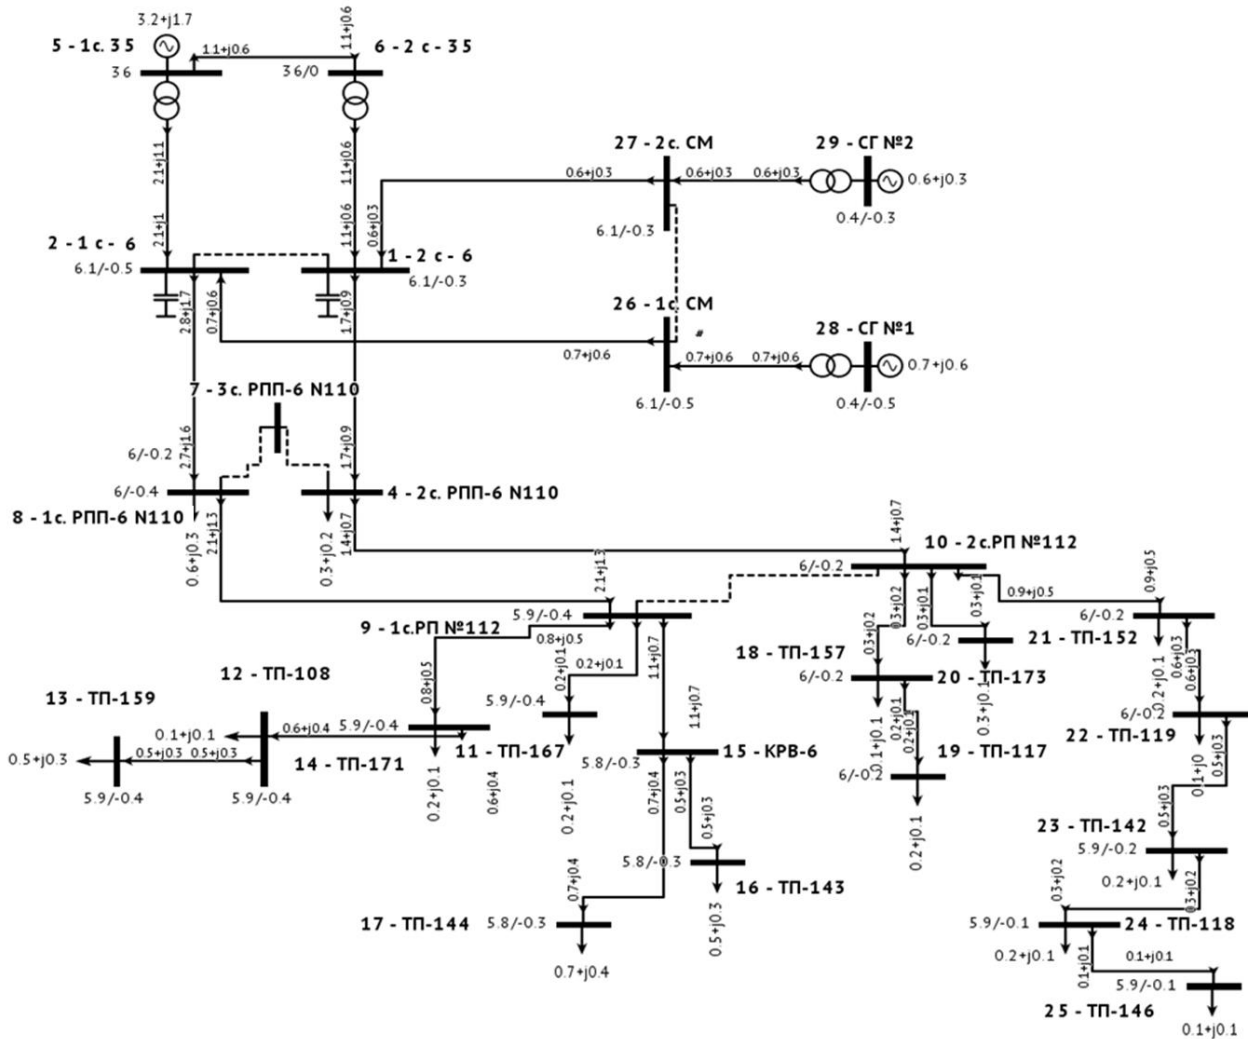 3.2+j1.7
1.1+j0.6
5 - 1с. 35
1.1+j0.6
6 - 2 с - 35
36
36/0
2.1+j1.1
1.1+j0.6
27 - 2с. СМ
29 - СГ №2
0.6+j0.3
0.6+j0.3
0.6+j0.3
0.6+j0.3
0.4/-0.3
6.1/-0.3
2.1+j1
1.1+j0.6
0.6+j0.3
2 - 1 с - 6
1 - 2 с - 6
6.1/-0.5
6.1/-0.3
2.8+j1.7
0.7+j0.6
1.7+j0.9
26 - 1с. СМ
#
28 - СГ №1
0.7+j0.6
0.7+j0.6
0.7+j0.6
0.7+j0.6
6.1/-0.5
0.4/-0.5
7 - 3с. РПП-6 N110
6/-0.2
2.7+j1.6
1.7+j0.9
6/-0.4
4 - 2с. РПП-6 N110
8 - 1с. РПП-6 N110
0.6+j0.3
2.1+j1.3
0.3+j0.2
1.4+j0.7
1.4+j0.7
10 - 2с.РП №112
6/-0.2
2.1+j1.3
0.3+j0.2
0.3+j0.1
0.3+j0.1
0.9+j0.5
0.9+j0.5
5.9/-0.4
9 - 1с.РП №112
0.8+j0.5
0.2+j0.1
0.2+j0.1
1.1+j0.7
0.3+j0.2
6/-0.2
6/-0.2
21 - ТП-152
0.2+j0.1
0.6+j0.3
0.6+j0.3
12 - ТП-108
0.8+j0.5
18 - ТП-157
6/-0.2
20 - ТП-173
0.3+j0.1
13 - ТП-159
5.9/-0.4
1.1+j0.7
0.1+j0.1
0.2+j0.1
0.2+j0.1
6/-0.2
22 - ТП-119
0.1+j0.1
0.6+j0.4
5.9/-0.4
11 - ТП-167
15 - КРВ-6
19 - ТП-117
0.5+j0.3
0.5+j0.3
0.5+j0.3
14 - ТП-171
5.8/-0.3
6/-0.2
0.1+j0
0.5+j0.3
5.9/-0.4
5.9/-0.4
0.2+j0.1
0.6+j0.4
0.2+j0.1
0.7+j0.4
0.5+j0.3
0.5+j0.3
0.2+j0.1
0.5+j0.3
23 - ТП-142
5.9/-0.2
5.8/-0.3
0.7+j0.4
16 - ТП-143
0.2+j0.1
0.3+j0.2
0.3+j0.2
17 - ТП-144
5.8/-0.3
0.5+j0.3
5.9/-0.1
24 - ТП-118
0.7+j0.4
0.2+j0.1
0.1+j0.1
0.1+j0.1
5.9/-0.1
25 - ТП-146
0.1+j0.1